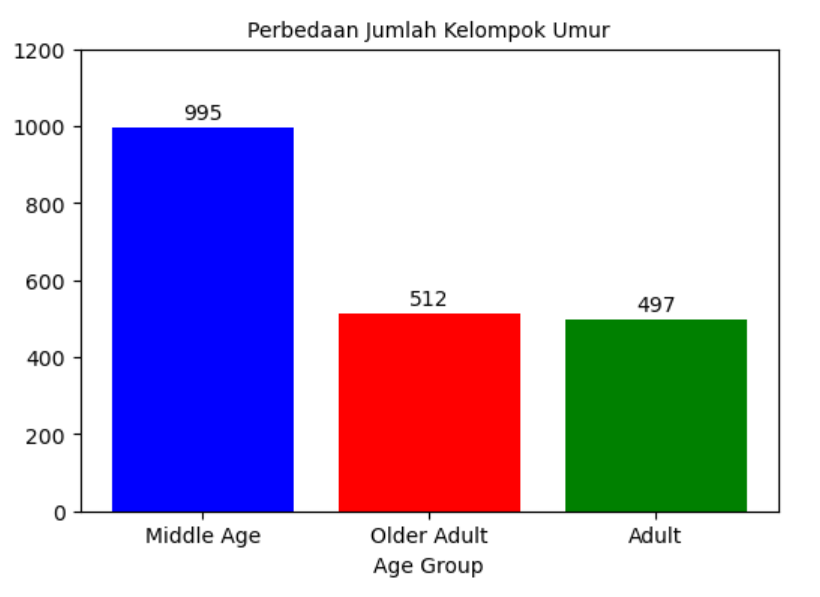 Perbedaan Jumlah Kelompok Umur
1200
1000
800
600
400
200
0
995
512
497
Middle Age
Older Adult
Adult
Age Group